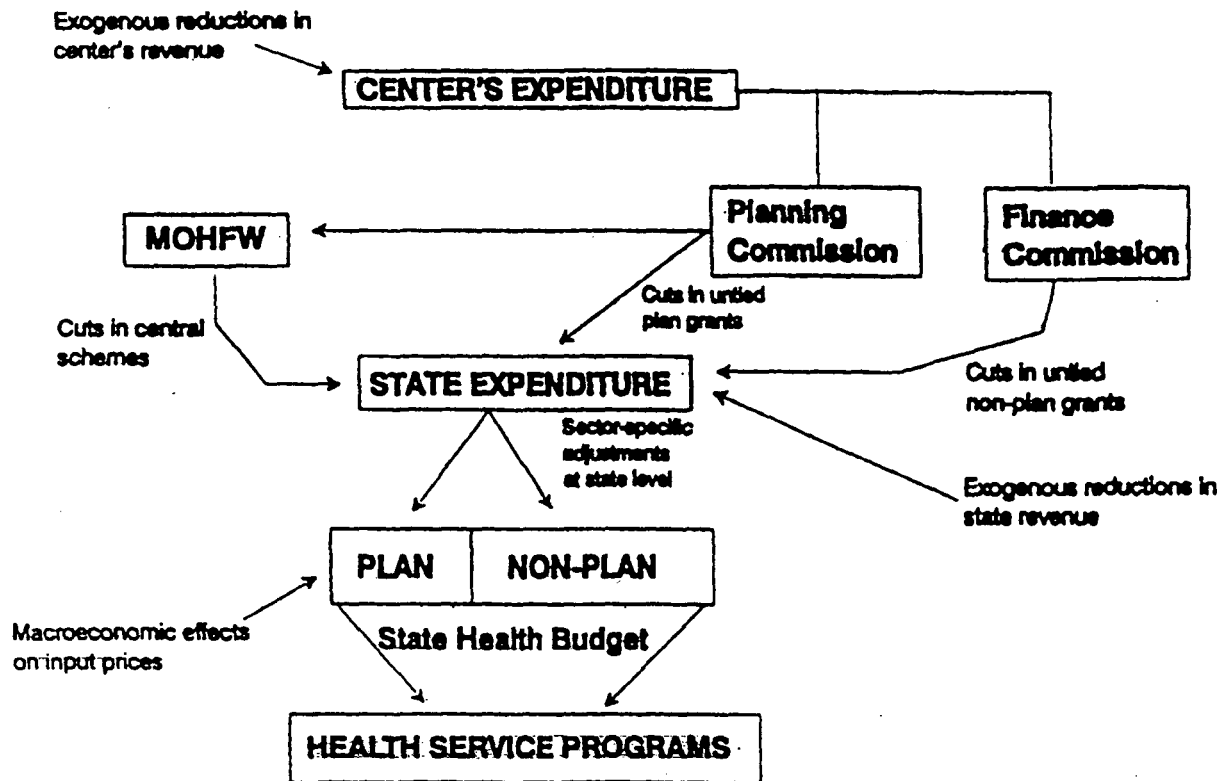 Exogenous reductions in
center's revenue
CENTER'S EXPENDITURE
Planning
Commission
Finance
Commission
MOHFW
Cuts in untied
plan grants
Cuts in central
schemes
STATE EXPENDITURE
Cuts in untied
non-plan grants
Sector-specific
adjustments
at state level
Exogenous reductions in
state revenue
PLAN
NON-PLAN
Macroeconomic effects
on input prices
State Health Budget
HEALTH SERVICE PROGRAMS